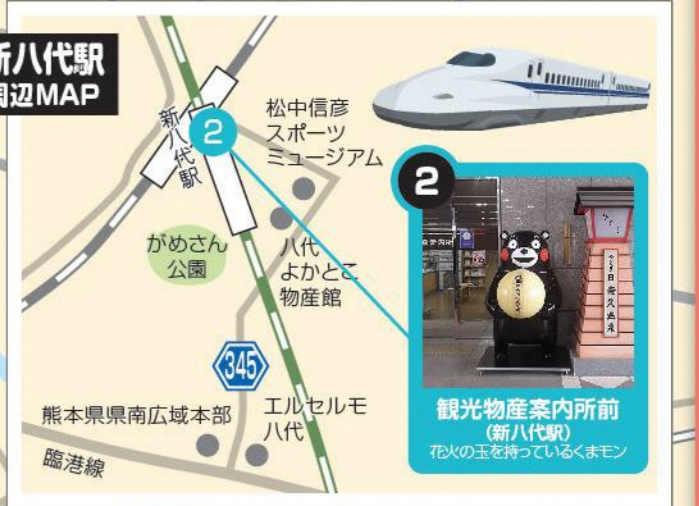 新八代駅
周辺MAP
松中信彦
スポーツ
ミュージアム
新八代駅
2
2
がめさん
公園
八代
よかとこ
物産館
345
熊本県県南広域本部
エルセルモ
八代
臨港線
観光物産案内所前
(新八代駅)
花火の玉を持っているくまモン